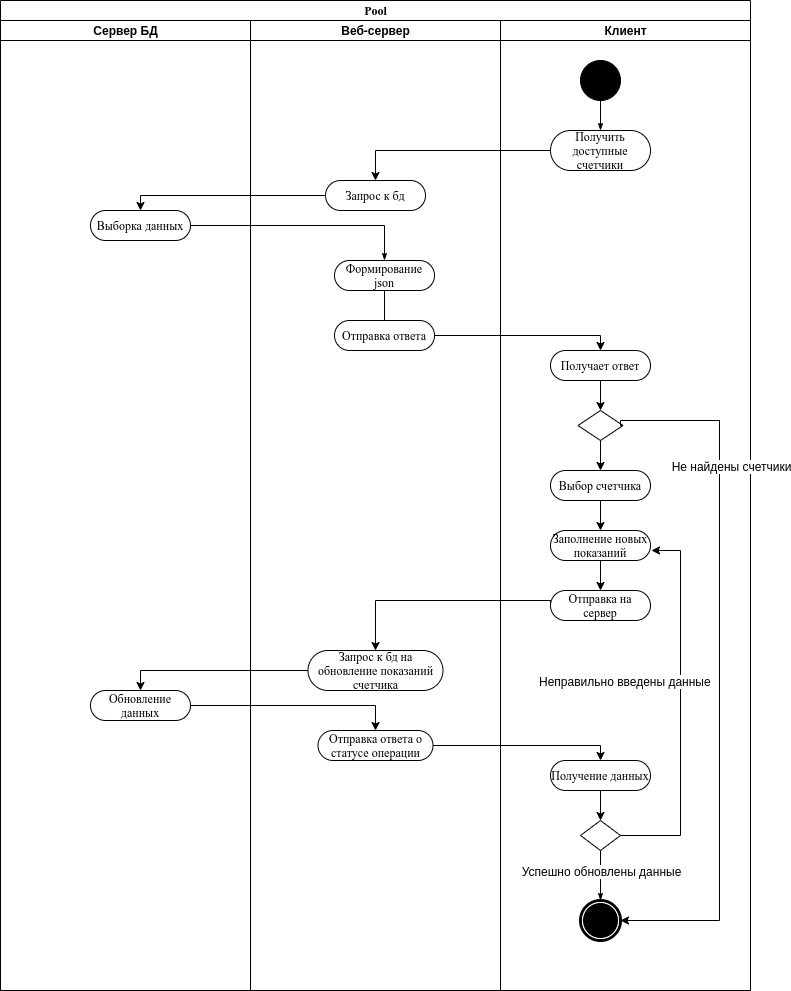 Pool
Сервер БД
Веб-сервер
Клиент
Получить
доступные
счетчики
Запрос к бд
Выборка данных
Формирование
json
Отправка ответа
Получает ответ
Не найдены счетчики
Выбор счетчика
Заполнение новых
показаний
Отправка на
сервер
Запрос к бд на
обновление показаний
счетчика
Неправильно введены данные
Обновление
данных
Отправка ответа о
статусе операции
Получение данных
Успешно обновлены данные